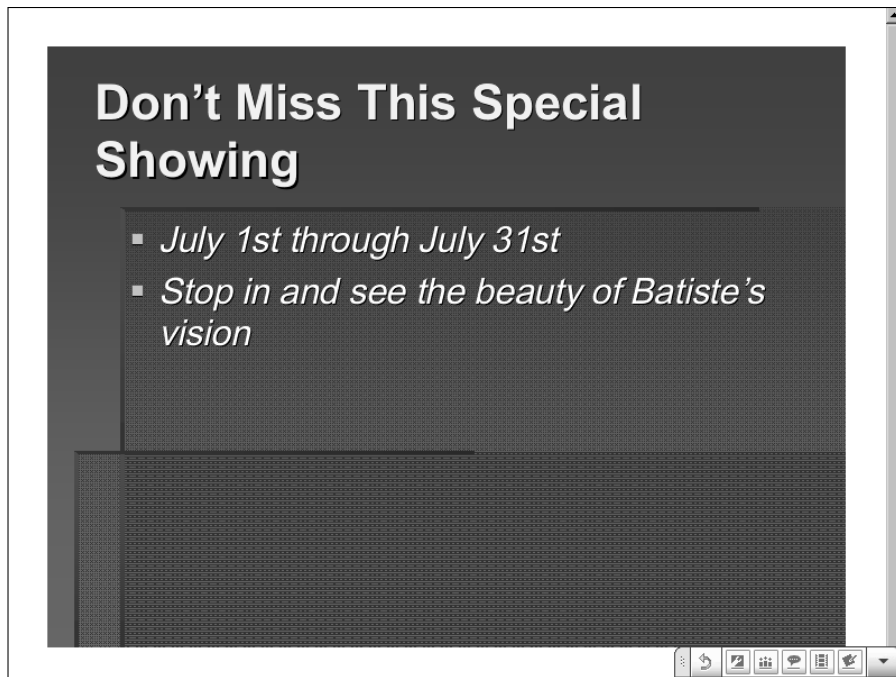 Don’t Miss This Special
Showing
July 1st through July 31st
Stop in and see the beauty of Batiste’s
vision